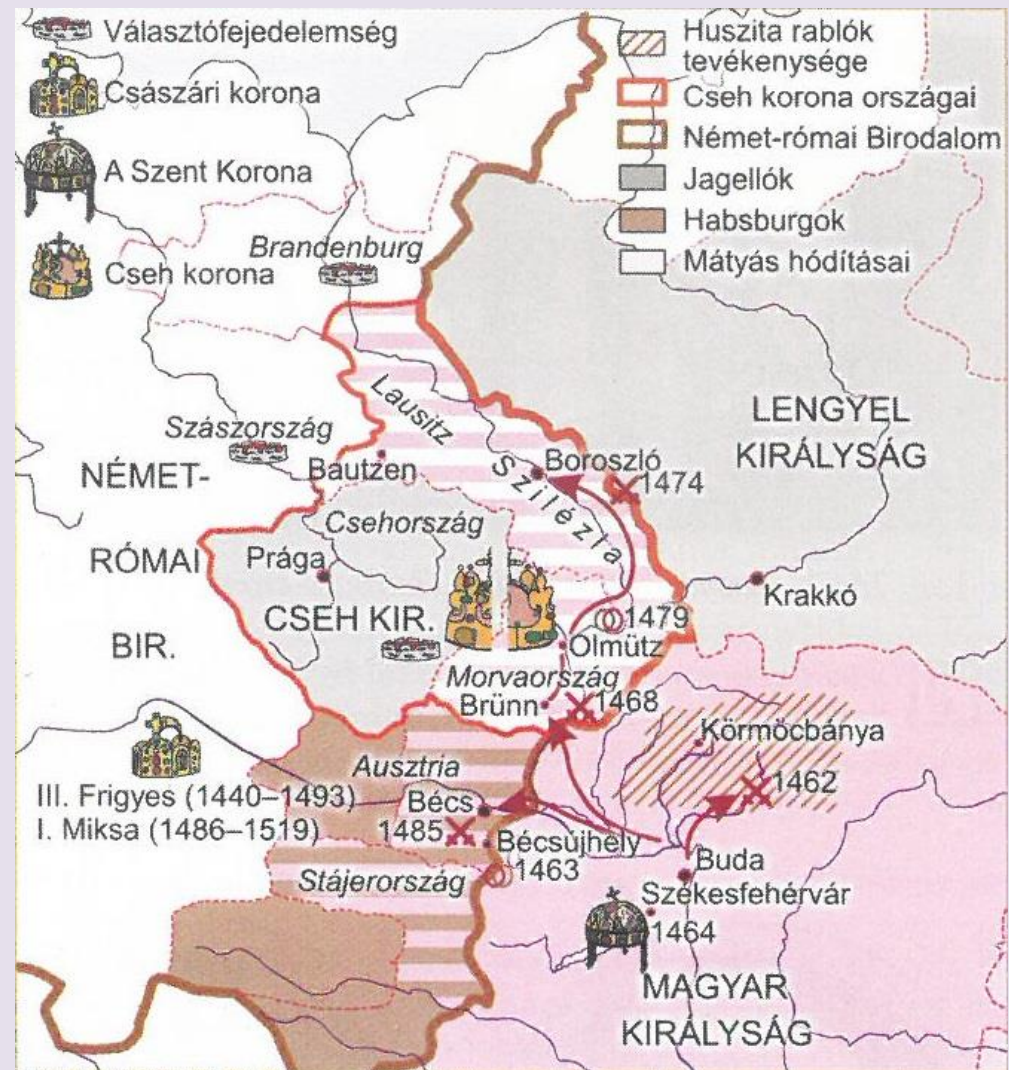 Választófejedelemség
Császári korona
A Szent Korona
Cseh korona
Huszita rablók
tevékenysége
Cseh korona országai
Német-római Birodalom
Jagellók
Habsburgok
Mátyás hódításai
Brandenburg
Lausitz
LENGYEL
KIRÁLYSÁG
Szászország
Bautzen
Boroszló
1474
Szilézia
NÉMET-
RÓMAI
BIR.
Csehország
Prága
CSEH KIR.
Krakkó
1479
Olmütz
Morvaország
Brünn
1468
Körmöcbánya
1462
Ausztria
III. Frigyes (1440–1493)
I. Miksa (1486–1519)
Bécs
1485
Bécsújhely
1463
Stájerország
Buda
Székesfehérvár
1464
MAGYAR
KIRÁLYSÁG